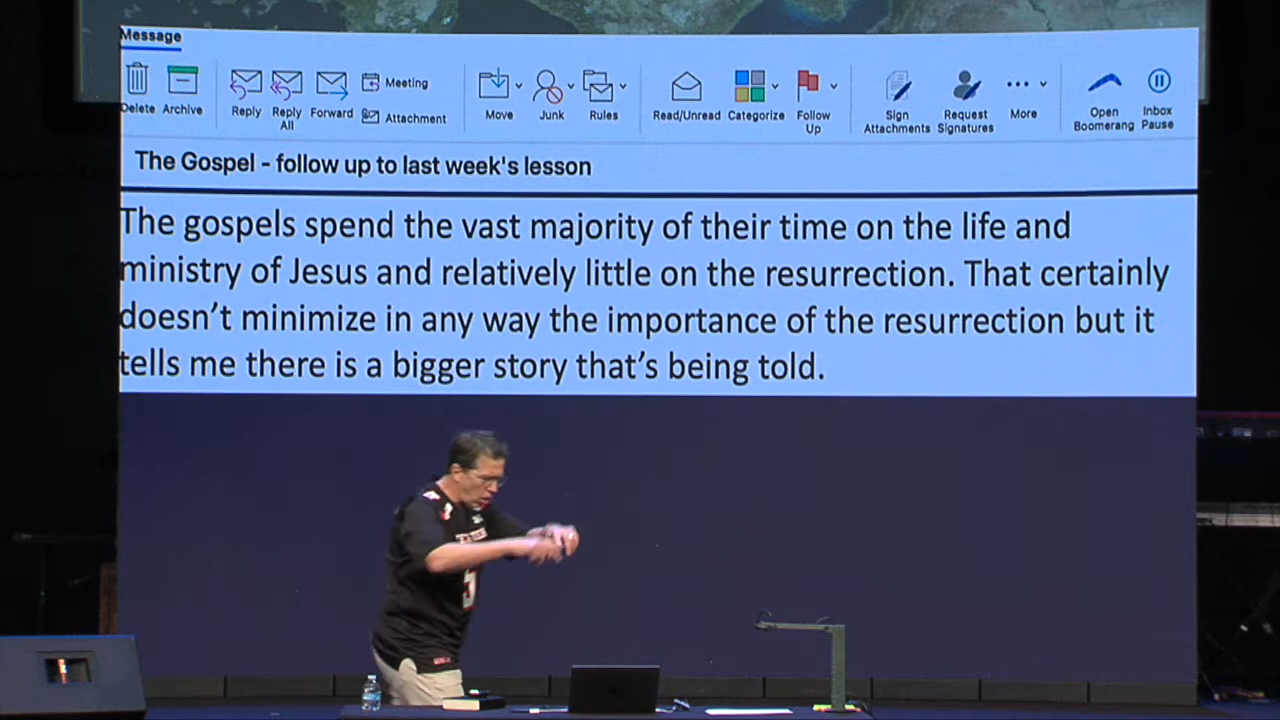 Message
Delete Archive Reply Reply All Forward Meeting Attachment Move Junk Rules Read/Unread Categorize Follow Up Sign Attachments Request Signatures More Open Boomerang Inbox Pause
The Gospel - follow up to last week's lesson
The gospels spend the vast majority of their time on the life and
ministry of Jesus and relatively little on the resurrection. That certainly
doesn't minimize in any way the importance of the resurrection but it
tells me there is a bigger story that's being told.
5